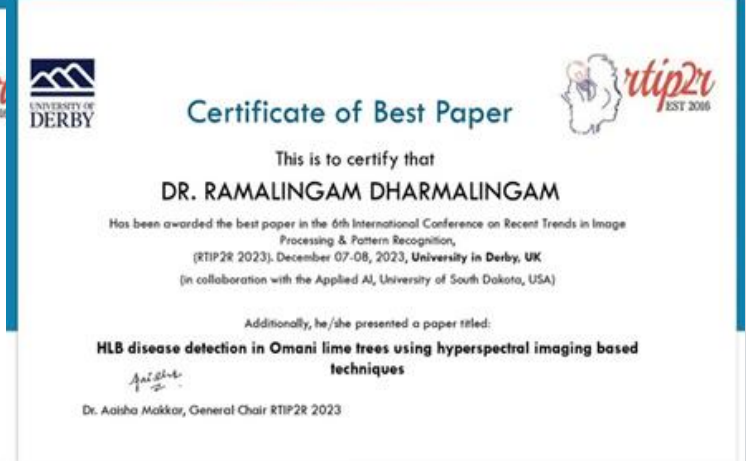 UNIVERSITY OF
DERBY
rtip2r
EST 2016
Certificate of Best Paper
This is to certify that
DR. RAMALINGAM DHARMALINGAM
Has been awarded the best paper in the 6th International Conference on Recent Trends in Image
Processing & Pattern Recognition,
(RTIP2R 2023). December 07-08, 2023, University in Derby, UK
(in collaboration with the Applied AI, University of South Dakota, USA)
Additionally, he/she presented a paper titled:
HLB disease detection in Omani lime trees using hyperspectral imaging based
techniques
Dr. Aaisha Makkar, General Chair RTIP2R 2023